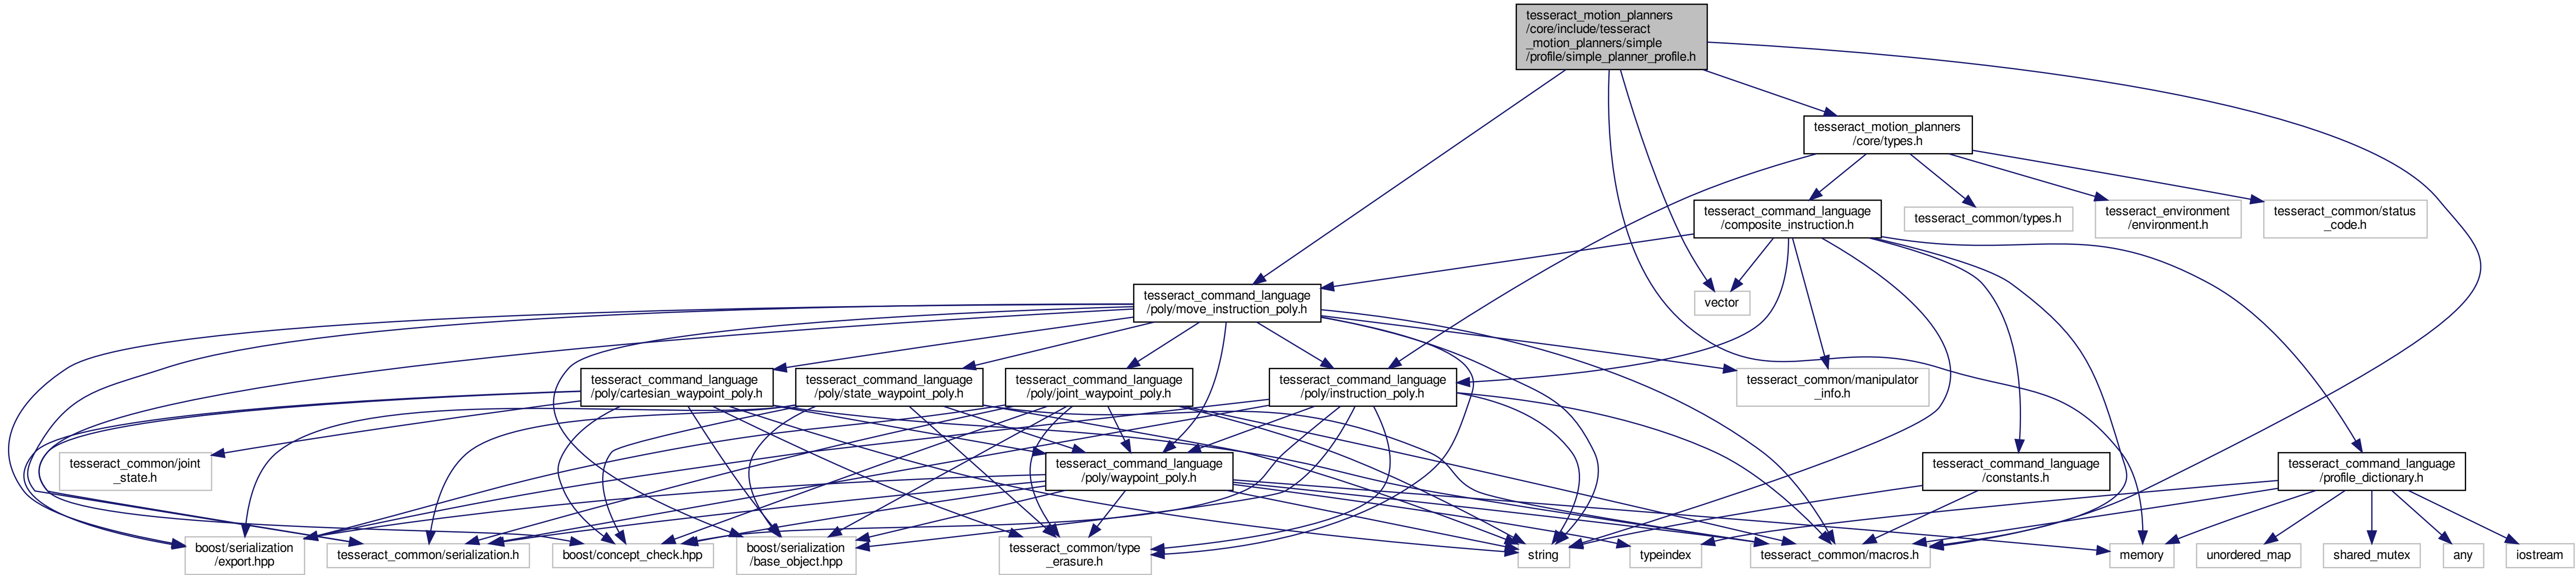 tesseract_motion_planners
/core/include/tesseract
_motion_planners/simple
/profile/simple_planner_profile.h
tesseract_motion_planners
/core/types.h
tesseract_command_language
/composite_instruction.h
tesseract_common/types.h
tesseract_environment
/environment.h
tesseract_common/status
_code.h
tesseract_command_language
/poly/move_instruction_poly.h
vector
tesseract_command_language
/poly/cartesian_waypoint_poly.h
tesseract_command_language
/poly/state_waypoint_poly.h
tesseract_command_language
/poly/joint_waypoint_poly.h
tesseract_command_language
/poly/instruction_poly.h
tesseract_common/manipulator
_info.h
tesseract_common/joint
_state.h
tesseract_command_language
/poly/waypoint_poly.h
tesseract_command_language
/constants.h
tesseract_command_language
/profile_dictionary.h
boost/serialization
/export.hpp
tesseract_common/serialization.h
boost/concept_check.hpp
boost/serialization
/base_object.hpp
tesseract_common/type
_erasure.h
string
typeindex
tesseract_common/macros.h
memory
unordered_map
shared_mutex
any
iostream